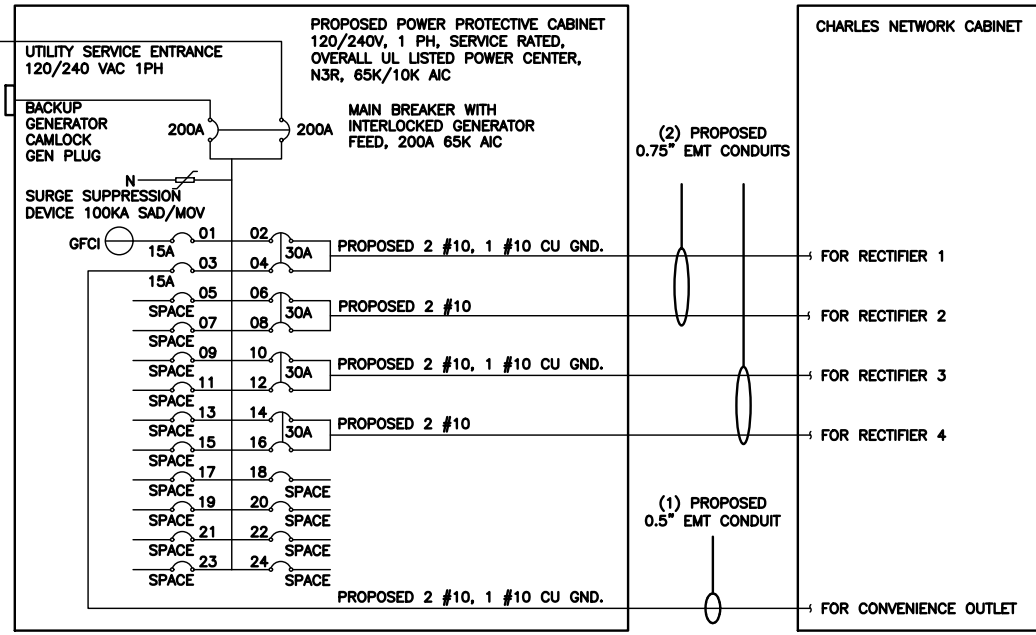 PROPOSED POWER PROTECTIVE CABINET
120/240V, 1 PH, SERVICE RATED,
OVERALL UL LISTED POWER CENTER,
N3R, 65K/10K AIC
CHARLES NETWORK CABINET
UTILITY SERVICE ENTRANCE
120/240 VAC 1PH
BACKUP
GENERATOR
CAMLOCK
GEN PLUG
200A
200A
MAIN BREAKER WITH
INTERLOCKED GENERATOR
FEED, 200A 65K AIC
(2) PROPOSED
0.75" EMT CONDUITS
N
SURGE SUPPRESSION
DEVICE 100KA SAD/MOV
GFCI
15A
01
02
30A
PROPOSED 2 #10, 1 #10 CU GND.
FOR RECTIFIER 1
15A
03
04
SPACE
05
06
30A
PROPOSED 2 #10
FOR RECTIFIER 2
SPACE
07
08
SPACE
09
10
30A
PROPOSED 2 #10, 1 #10 CU GND.
FOR RECTIFIER 3
SPACE
11
12
SPACE
13
14
30A
PROPOSED 2 #10
FOR RECTIFIER 4
SPACE
15
16
SPACE
17
18
SPACE
SPACE
19
20
SPACE
SPACE
21
22
SPACE
SPACE
23
24
SPACE
(1) PROPOSED
0.5" EMT CONDUIT
PROPOSED 2 #10, 1 #10 CU GND.
FOR CONVENIENCE OUTLET